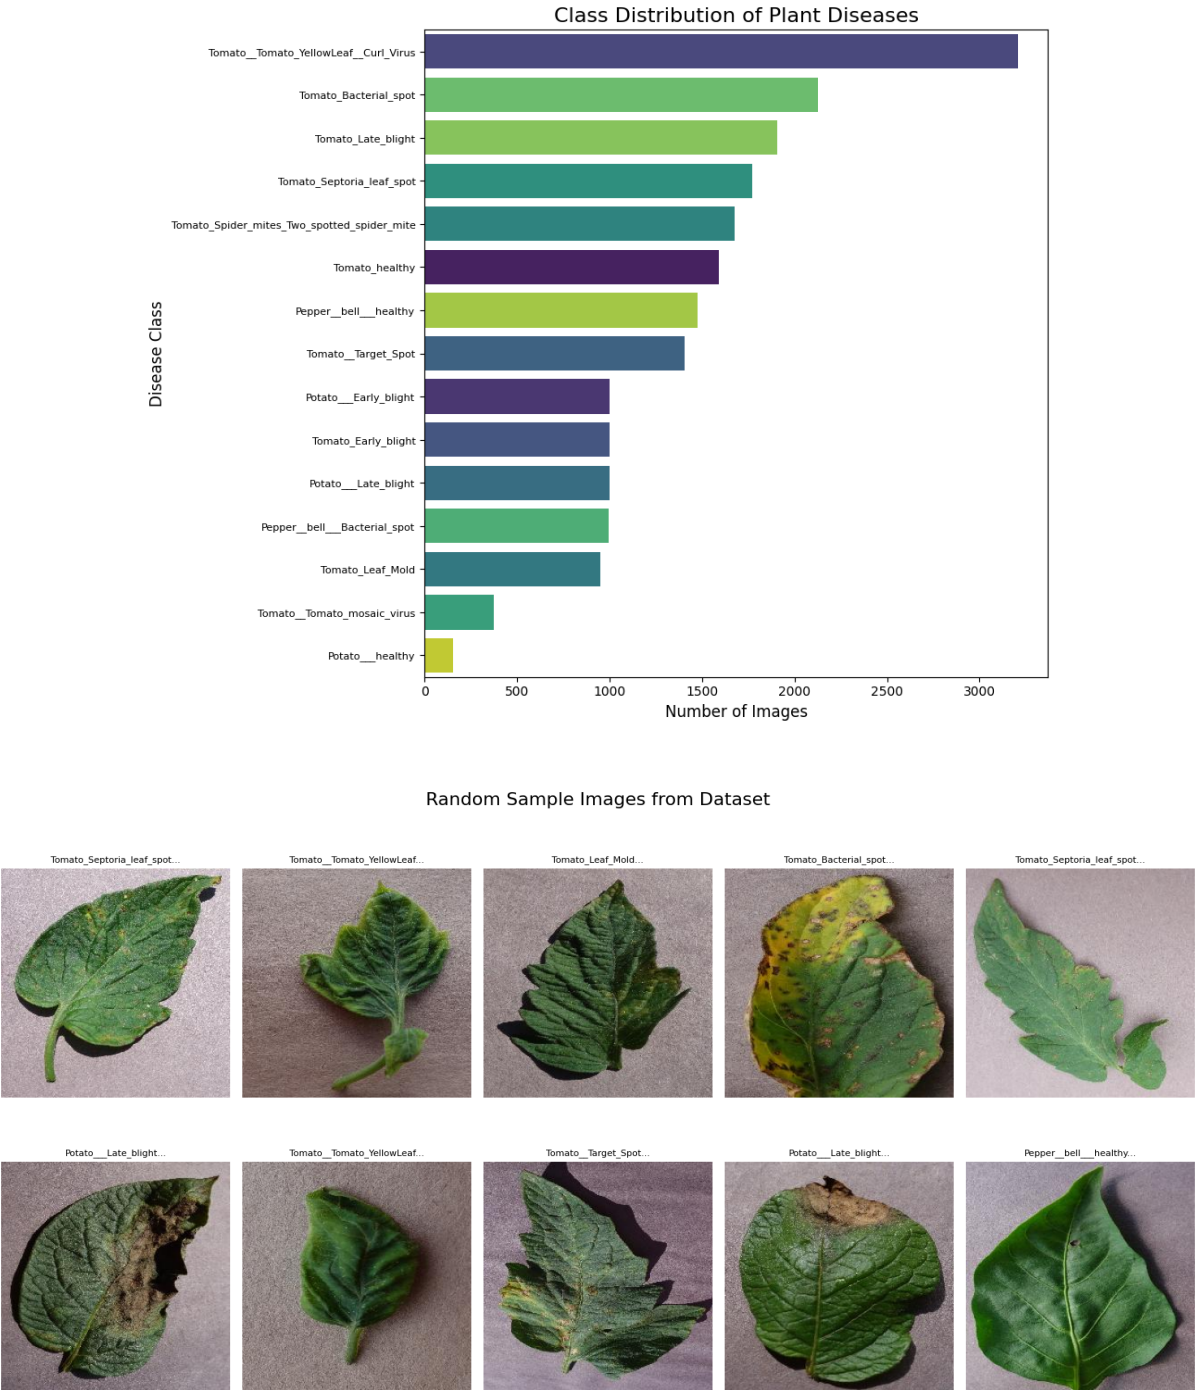 Class Distribution of Plant Diseases
Tomato__Tomato_YellowLeaf__Curl_Virus
Tomato_Bacterial_spot
Tomato_Late_blight
Tomato_Septoria_leaf_spot
Tomato_Spider_mites_Two_spotted_spider_mite
Tomato_healthy
Pepper__bell___healthy
Tomato__Target_Spot
Potato___Early_blight
Tomato_Early_blight
Potato___Late_blight
Pepper__bell___Bacterial_spot
Tomato_Leaf_Mold
Tomato__Tomato_mosaic_virus
Potato___healthy
Disease Class
0 500 1000 1500 2000 2500 3000
Number of Images
Random Sample Images from Dataset
Tomato_Septoria_leaf_spot... Tomato__Tomato_YellowLeaf... Tomato_Leaf_Mold... Tomato_Bacterial_spot... Tomato_Septoria_leaf_spot...
Potato___Late_blight... Tomato__Tomato_YellowLeaf... Tomato__Target_Spot... Potato___Late_blight... Pepper__bell___healthy...